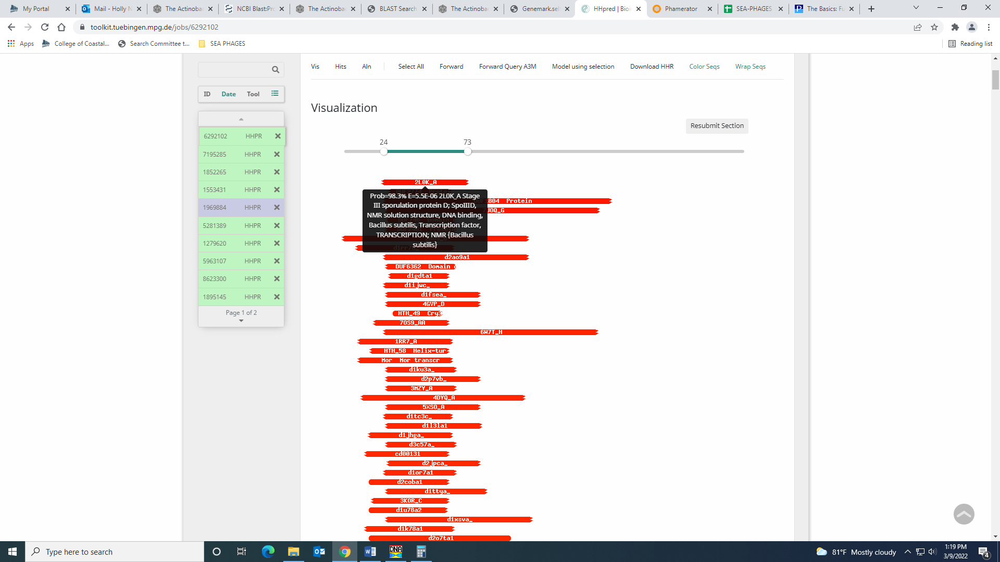 My Portal
Mail - Holly N
The Actinoba
NCBI Blast:Pro
The Actinoba
BLAST Search
The Actinoba
Genemark.sel
HHpred | Bioi
Phamerator
SEA-PHAGES
The Basics: Fu
toolkit.tuebingen.mpg.de/jobs/6292102
Apps
College of Coastal...
Search Committee t...
SEA PHAGES
Reading list
Vis Hits Aln Select All Forward Forward Query A3M Model using selection Download HHR Color Seqs Wrap Seqs
ID Date Tool
6292102 HHPR
7195285 HHPR
1852265 HHPR
1553431 HHPR
1969884 HHPR
5281389 HHPR
1279620 HHPR
5963107 HHPR
8623300 HHPR
1895145 HHPR
Page 1 of 2
Visualization
Resubmit Section
24 73
2L0K_A
Prob=98.3% E=5.5E-06 2L0K_A Stage
III sporulation protein D; SpoIIID,
NMR solution structure, DNA binding,
Bacillus subtilis, Transcription factor,
TRANSCRIPTION; NMR {Bacillus
subtilis}
1804 Protein
JOQ_G
d2ao9a1
DUF6362 Domain
d1gdta1
d1ijwc_
d1fsea_
4GVP_D
HTH_49 Cry3
7OS9_AA
6W7T_H
1RR7_A
HTH_58 Helix-tur
Mor Mor transcr
d1ku3a_
d2p7vb_
3MZY_A
4DYQ_A
5XSO_A
d1tc3c_
d1l3la1
d1jhga_
d3c57a_
cd00131
d2jpca_
d1or7a1
d2coba1
d1ttya_
3KOR_C
d1u78a2
d1xsva_
d1k78a1
d2o7ta1
Type here to search
81°F Mostly cloudy
1:19 PM
3/9/2022
4